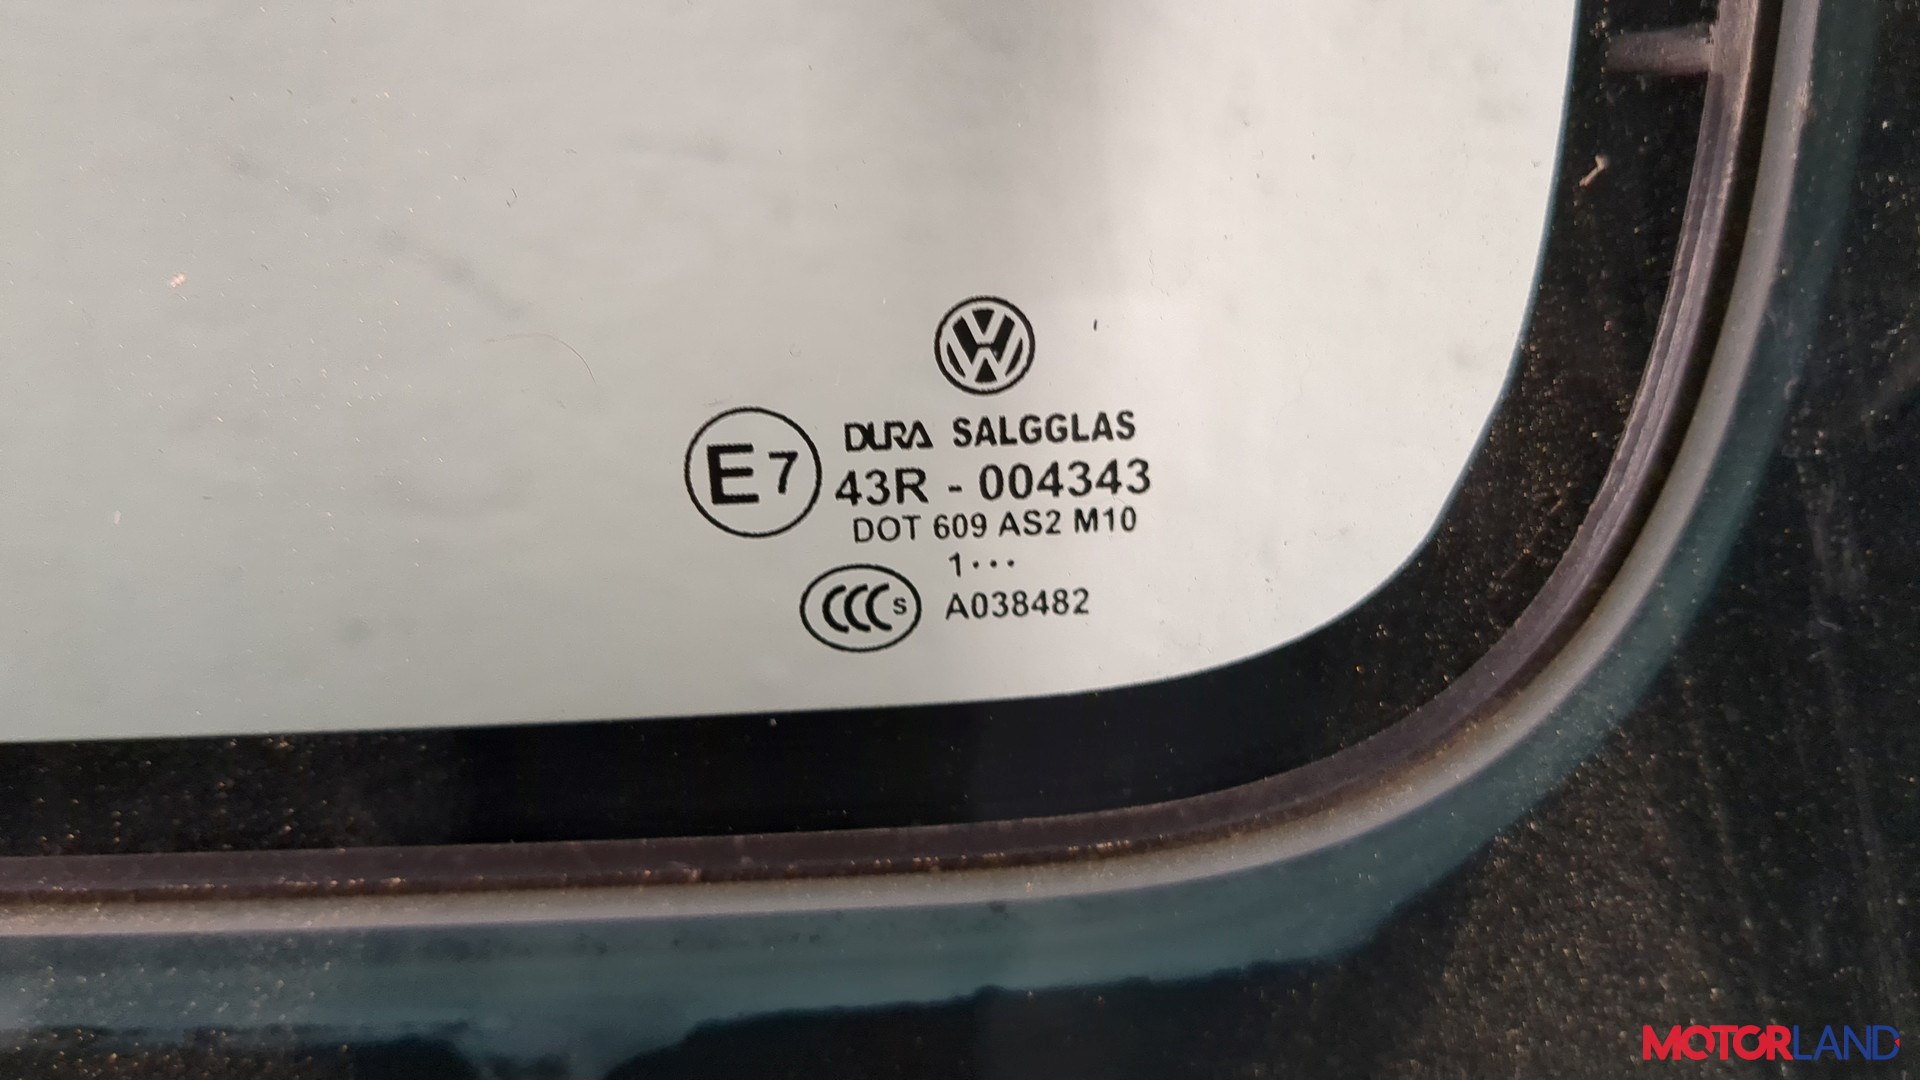 DURA SALGGLAS
E7
43R - 004343
DOT 609 AS2 M10
1···
CCC S
A038482
MOTORLAND